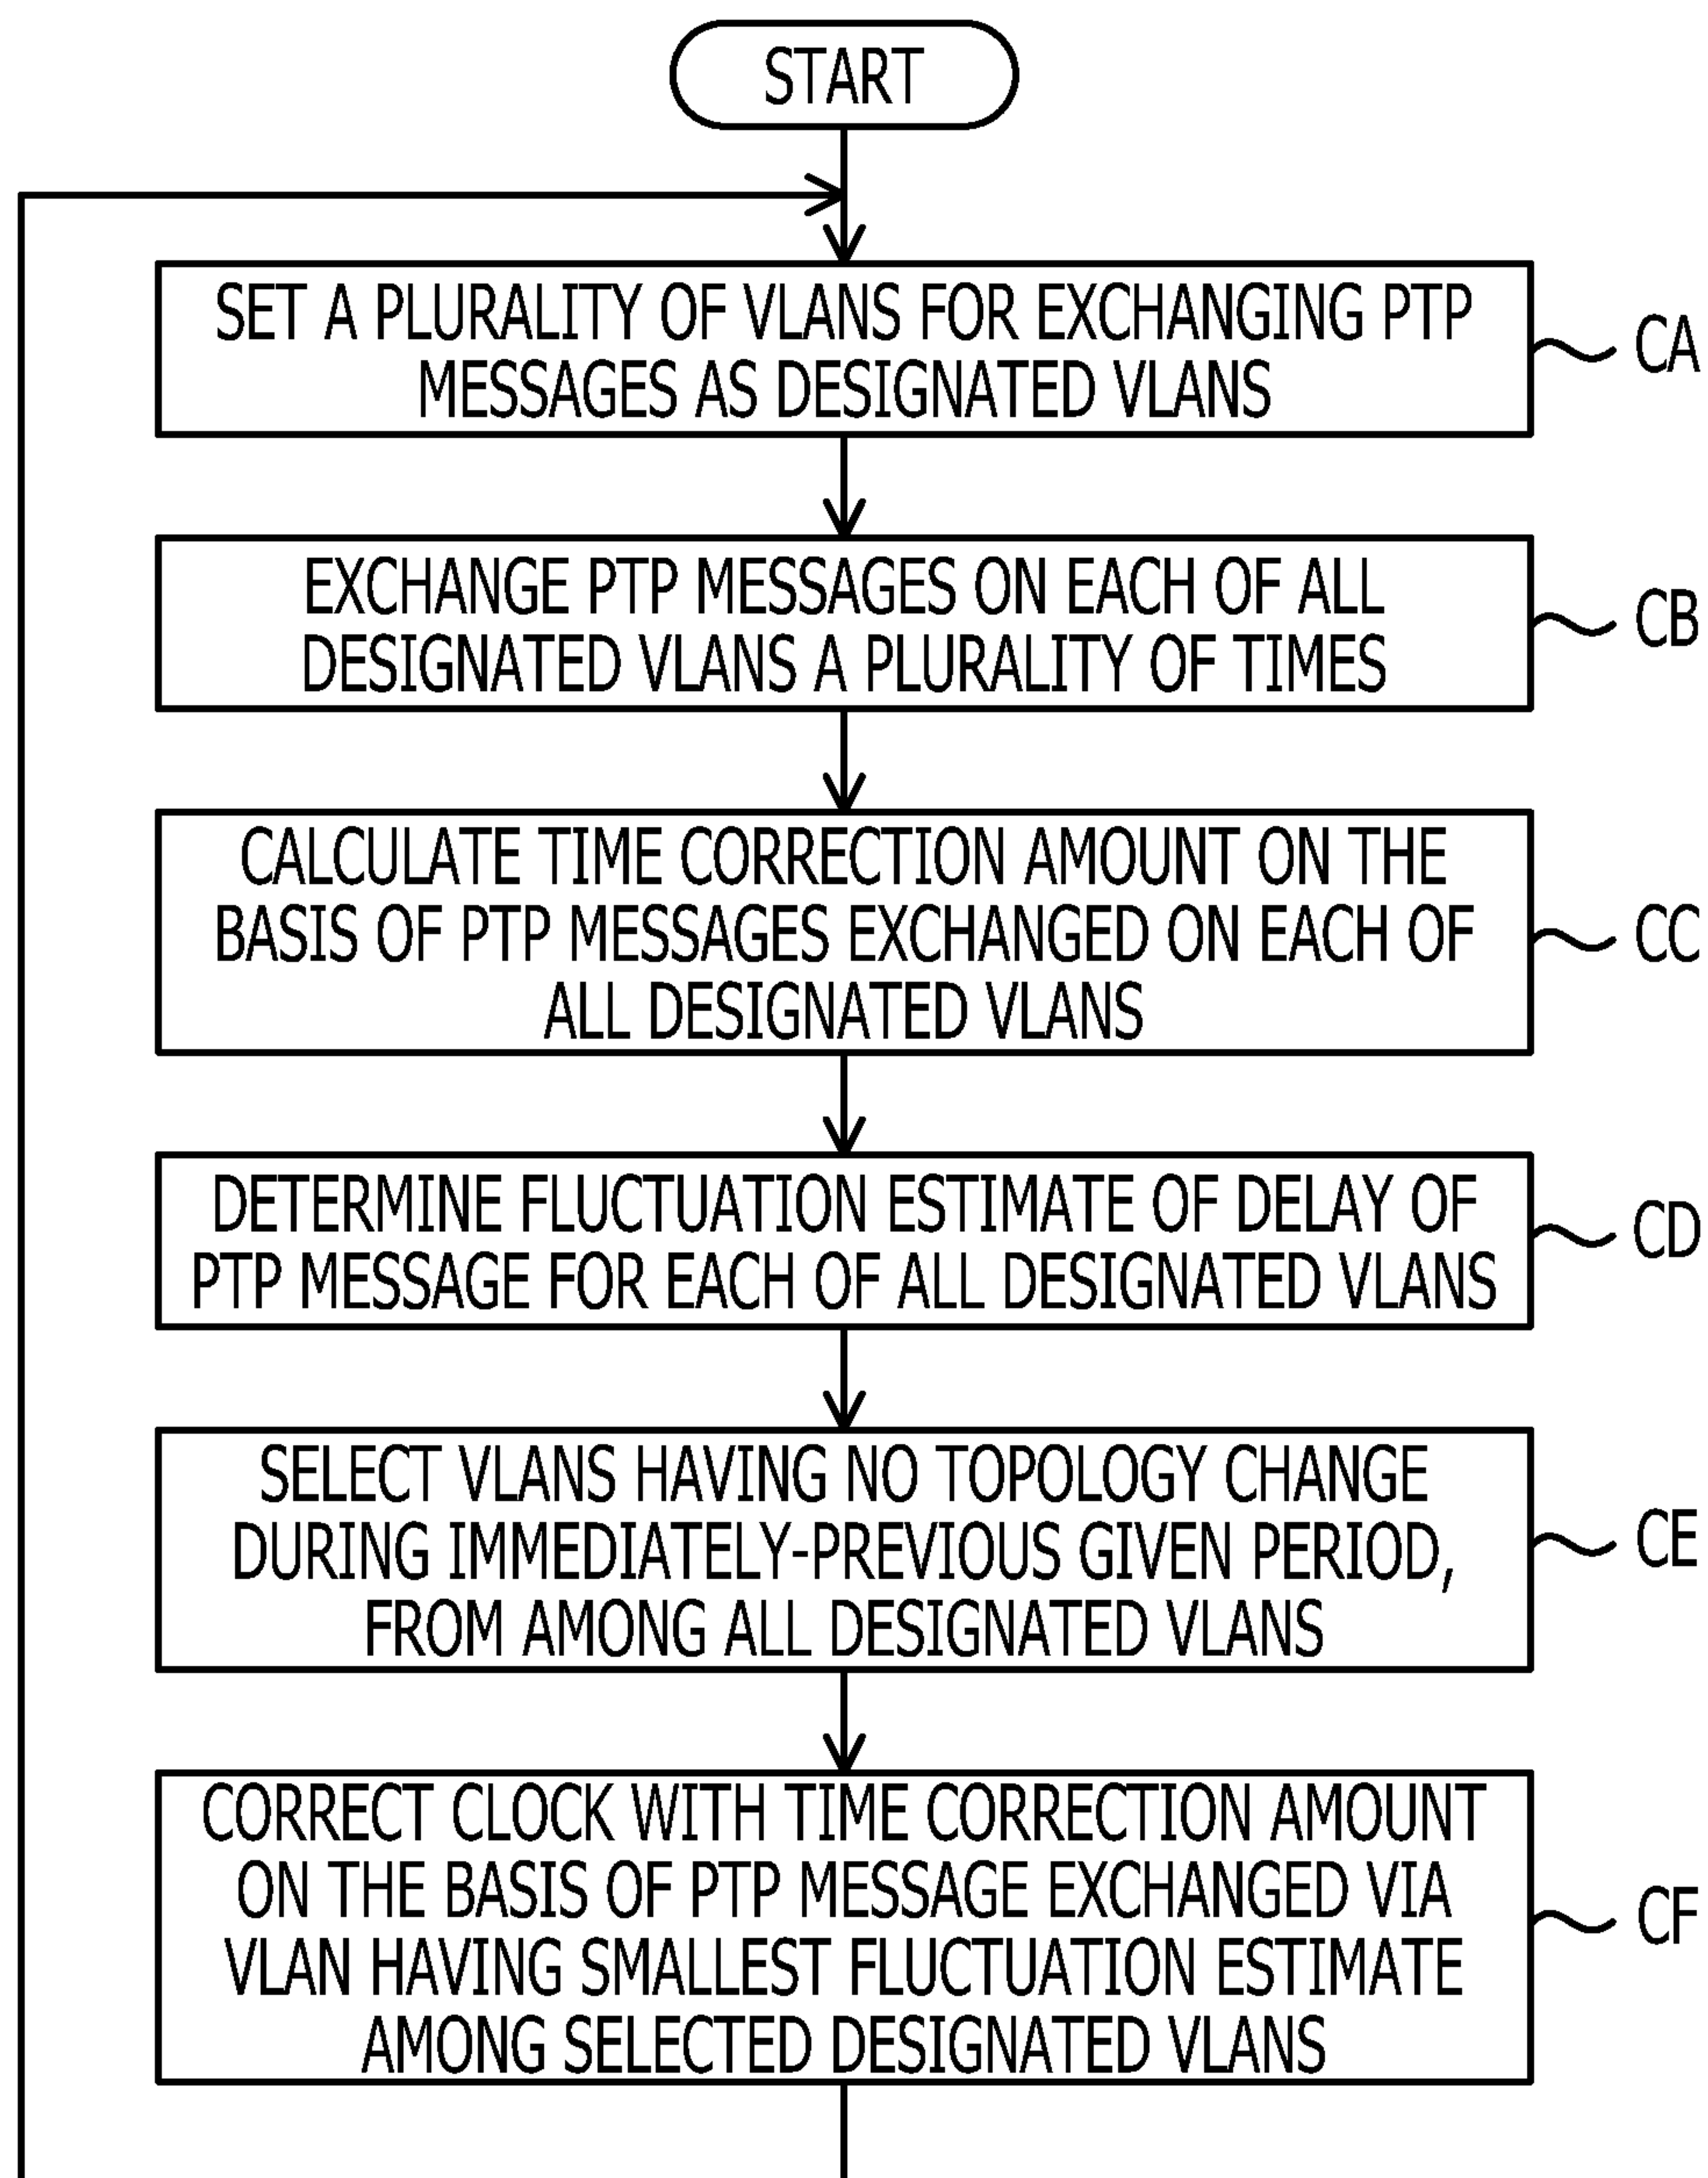 START
SET A PLURALITY OF VLANS FOR EXCHANGING PTP
MESSAGES AS DESIGNATED VLANS
CA
EXCHANGE PTP MESSAGES ON EACH OF ALL
DESIGNATED VLANS A PLURALITY OF TIMES
CB
CALCULATE TIME CORRECTION AMOUNT ON THE
BASIS OF PTP MESSAGES EXCHANGED ON EACH OF
ALL DESIGNATED VLANS
CC
DETERMINE FLUCTUATION ESTIMATE OF DELAY OF
PTP MESSAGE FOR EACH OF ALL DESIGNATED VLANS
CD
SELECT VLANS HAVING NO TOPOLOGY CHANGE
DURING IMMEDIATELY-PREVIOUS GIVEN PERIOD,
FROM AMONG ALL DESIGNATED VLANS
CE
CORRECT CLOCK WITH TIME CORRECTION AMOUNT
ON THE BASIS OF PTP MESSAGE EXCHANGED VIA
VLAN HAVING SMALLEST FLUCTUATION ESTIMATE
AMONG SELECTED DESIGNATED VLANS
CF